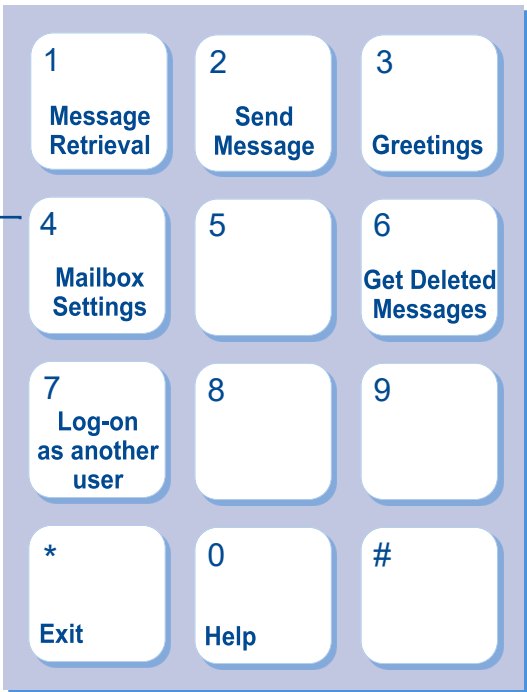 1
Message
Retrieval
2
Send
Message
3
Greetings
4
Mailbox
Settings
5
6
Get Deleted
Messages
7
Log-on
as another
user
8
9
*
Exit
0
Help
#